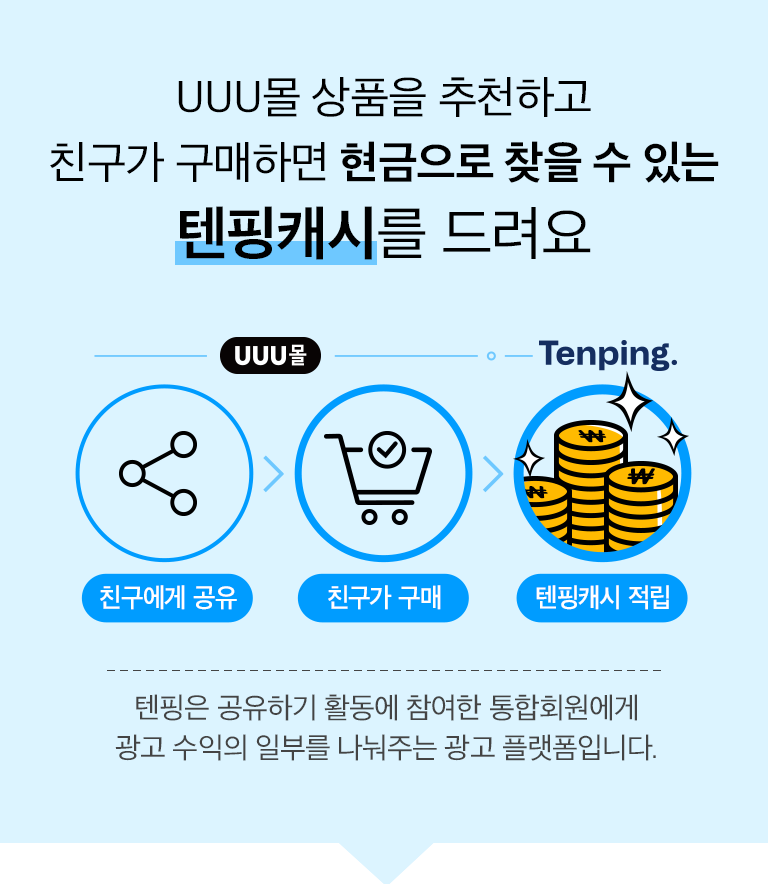 UUU몰 상품을 추천하고
친구가 구매하면 현금으로 찾을 수 있는
텐핑캐시를 드려요
UUU몰
Tenping.
₩
₩
₩
친구에게 공유
친구가 구매
텐핑캐시 적립
텐핑은 공유하기 활동에 참여한 통합회원에게
광고 수익의 일부를 나눠주는 광고 플랫폼입니다.